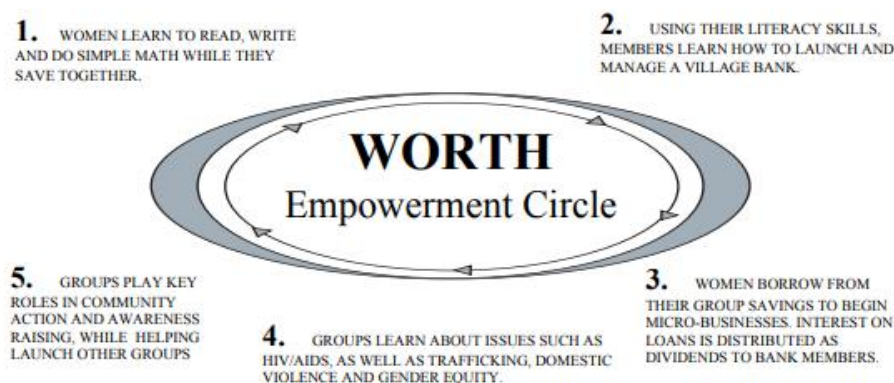 1. WOMEN LEARN TO READ, WRITE
AND DO SIMPLE MATH WHILE THEY
SAVE TOGETHER.
2. USING THEIR LITERACY SKILLS,
MEMBERS LEARN HOW TO LAUNCH AND
MANAGE A VILLAGE BANK.
WORTH
Empowerment Circle
3. WOMEN BORROW FROM
THEIR GROUP SAVINGS TO BEGIN
MICRO-BUSINESSES. INTEREST ON
LOANS IS DISTRIBUTED AS
DIVIDENDS TO BANK MEMBERS.
4. GROUPS LEARN ABOUT ISSUES SUCH AS
HIV/AIDS, AS WELL AS TRAFFICKING, DOMESTIC
VIOLENCE AND GENDER EQUITY.
5. GROUPS PLAY KEY
ROLES IN COMMUNITY
ACTION AND AWARENESS
RAISING, WHILE HELPING
LAUNCH OTHER GROUPS